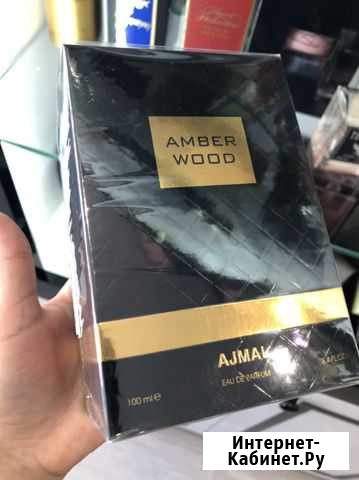 AMBER
WOOD
AJMAL
EAU DE PARFUM
100 ml e
Интернет-
Кабинет.Ру